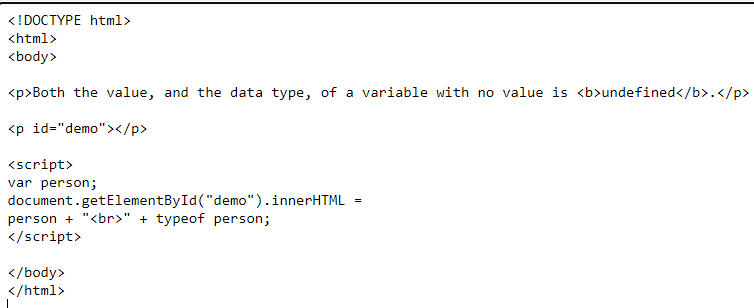 <!DOCTYPE html>
<html>
<body>
<p>Both the value, and the data type, of a variable with no value is <b>undefined</b>.</p>
<p id="demo"></p>
<script>
var person;
document.getElementById("demo").innerHTML =
person + "<br>" + typeof person;
</script>
</body>
</html>